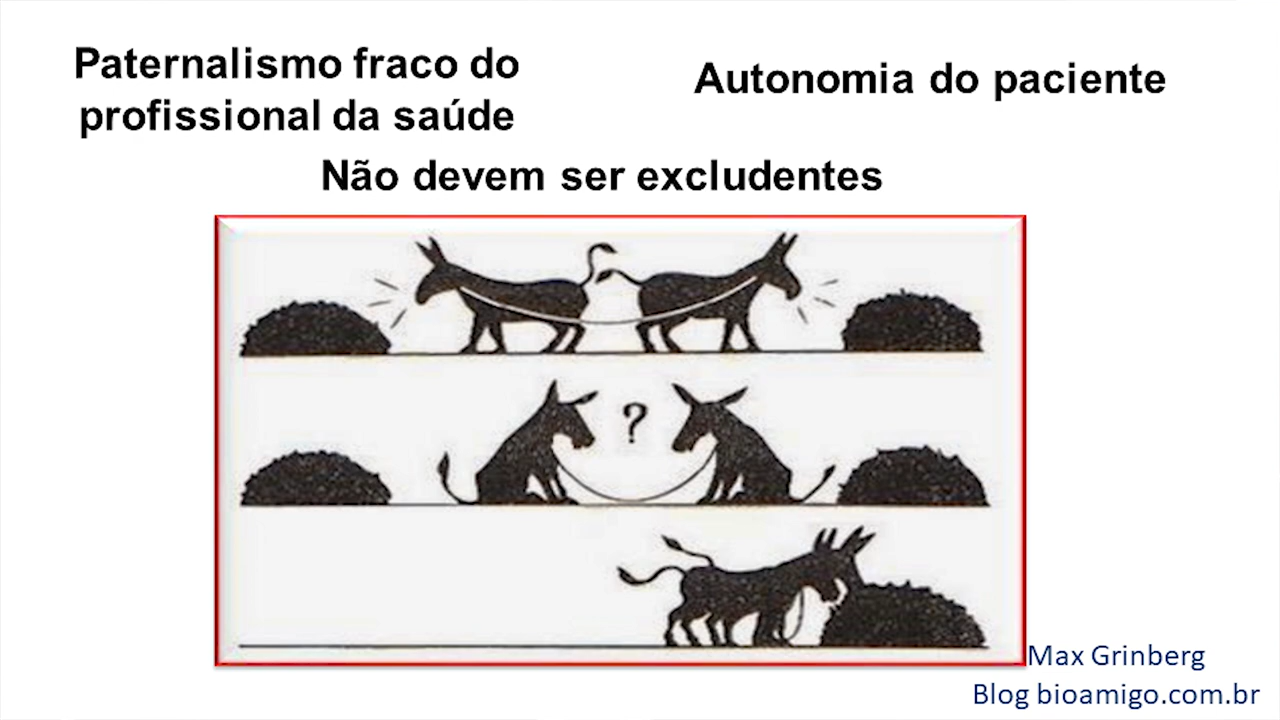 Paternalismo fraco do
profissional da saúde
Autonomia do paciente
Não devem ser excludentes
?
Max Grinberg
Blog bioamigo.com.br